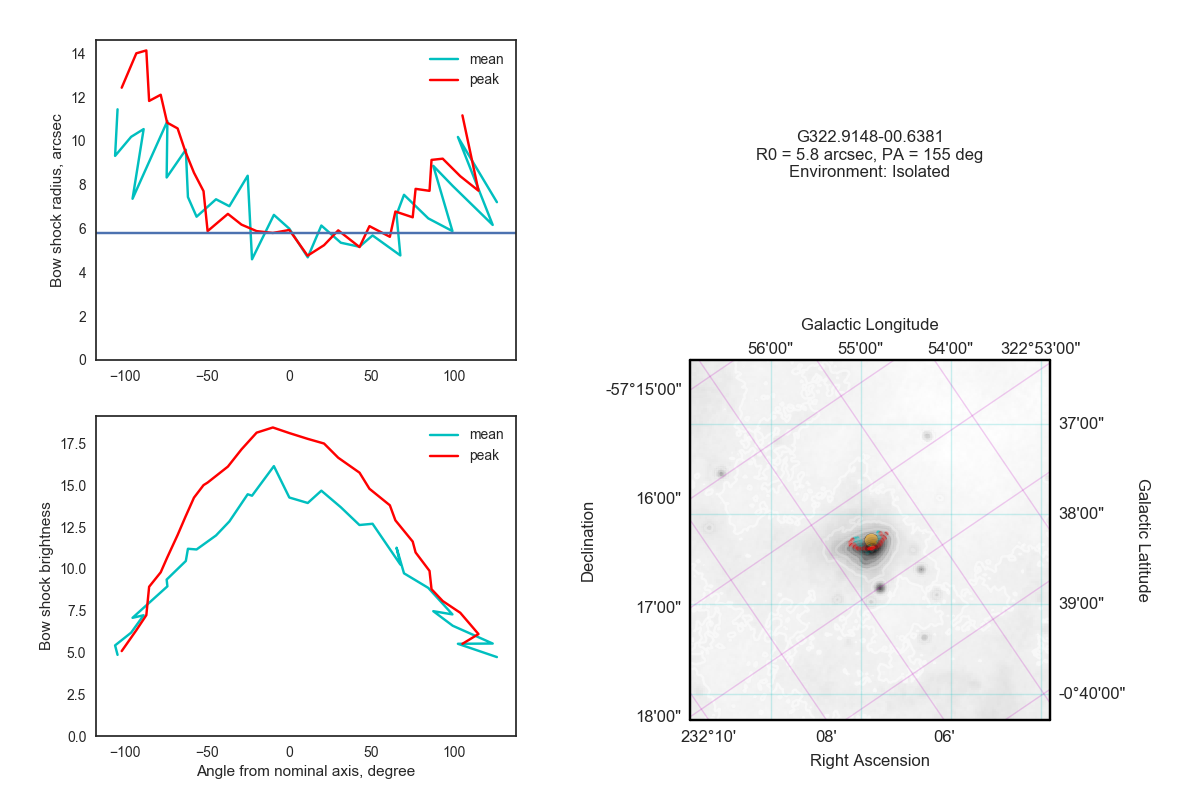 14
12
10
8
6
4
2
0
Bow shock radius, arcsec
mean
peak
−100
−50
0
50
100
17.5
15.0
12.5
10.0
7.5
5.0
2.5
0.0
Bow shock brightness
mean
peak
−100
−50
0
50
100
Angle from nominal axis, degree
G322.9148-00.6381
R0 = 5.8 arcsec, PA = 155 deg
Environment: Isolated
Galactic Longitude
56'00"
55'00"
54'00"
322°53'00"
-57°15'00"
16'00"
17'00"
18'00"
Declination
37'00"
38'00"
39'00"
-0°40'00"
Galactic Latitude
232°10'
08'
06'
Right Ascension